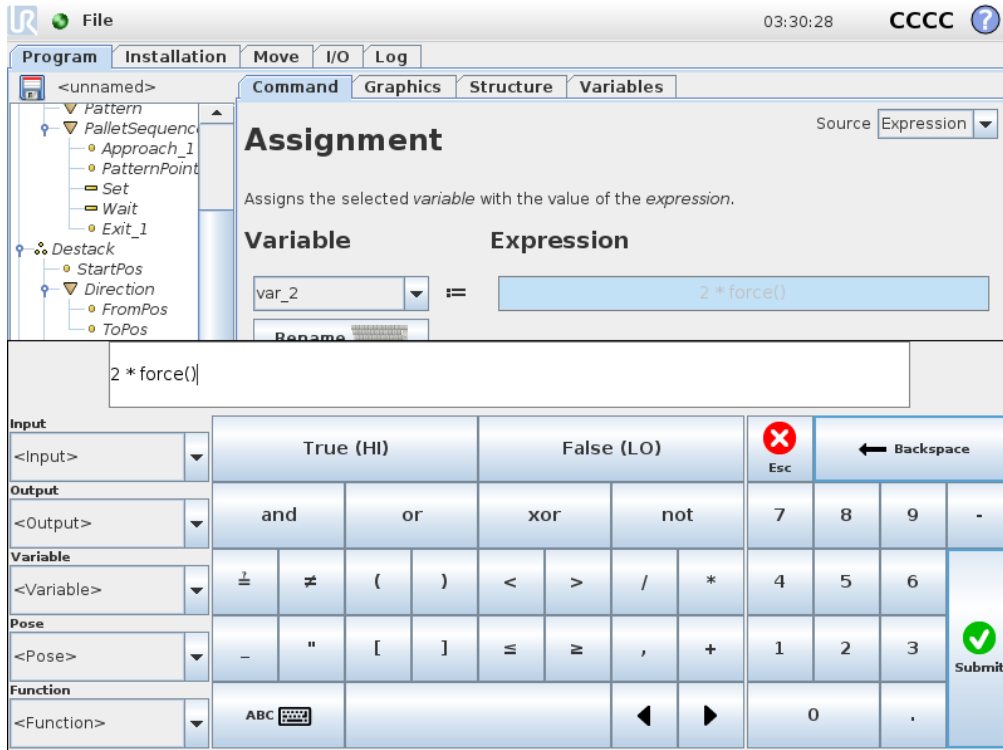 UR File 03:30:28 CCCC ?
Program Installation Move I/O Log
<unnamed>
Command Graphics Structure Variables
Pattern
PalletSequenc
Approach_1
PatternPoint
Set
Wait
Exit_1
Destack
StartPos
Direction
FromPos
ToPos
Assignment
Source Expression
Assigns the selected variable with the value of the expression.
Variable Expression
var_2 := 2 * force()
Rename
2 * force()
Input
<Input>
Output
<Output>
Variable
<Variable>
Pose
<Pose>
Function
<Function>
True (HI) False (LO) Esc Backspace
and or xor not 7 8 9 -
≟ ≠ ( ) < > / * 4 5 6
_ " [ ] ≤ ≥ , + 1 2 3 Submit
ABC 0 .